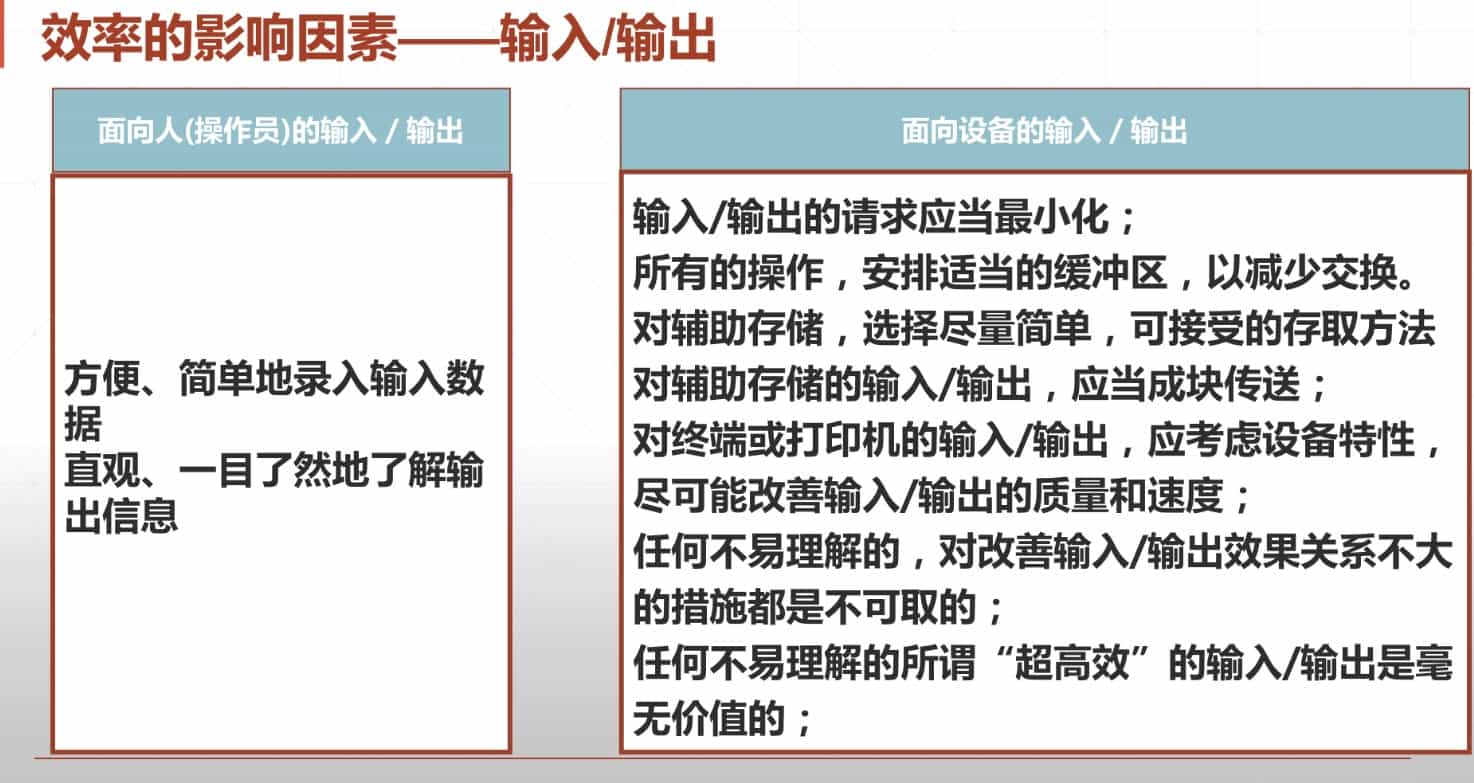 效率的影响因素——输入/输出
面向人(操作员)的输入 / 输出
方便、简单地录入输入数
据
直观、一目了然地了解输
出信息
面向设备的输入 / 输出
输入/输出的请求应当最小化；
所有的操作，安排适当的缓冲区，以减少交换。
对辅助存储，选择尽量简单，可接受的存取方法
对辅助存储的输入/输出，应当成块传送；
对终端或打印机的输入/输出，应考虑设备特性，
尽可能改善输入/输出的质量和速度；
任何不易理解的，对改善输入/输出效果关系不大
的措施都是不可取的；
任何不易理解的所谓“超高效”的输入/输出是毫
无价值的；